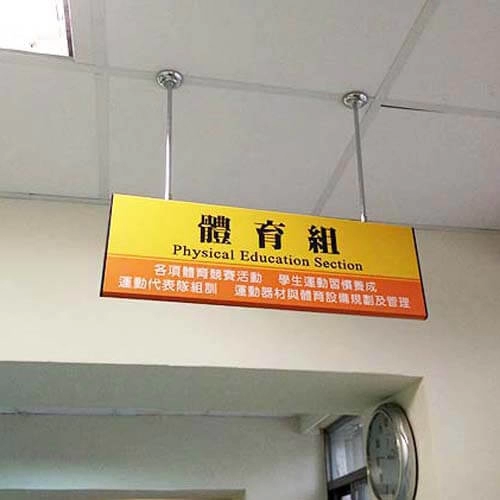 體育組
Physical Education Section
各項體育競賽活動 學生運動習慣養成
運動代表隊組訓 運動器材與體育設備規劃及管理